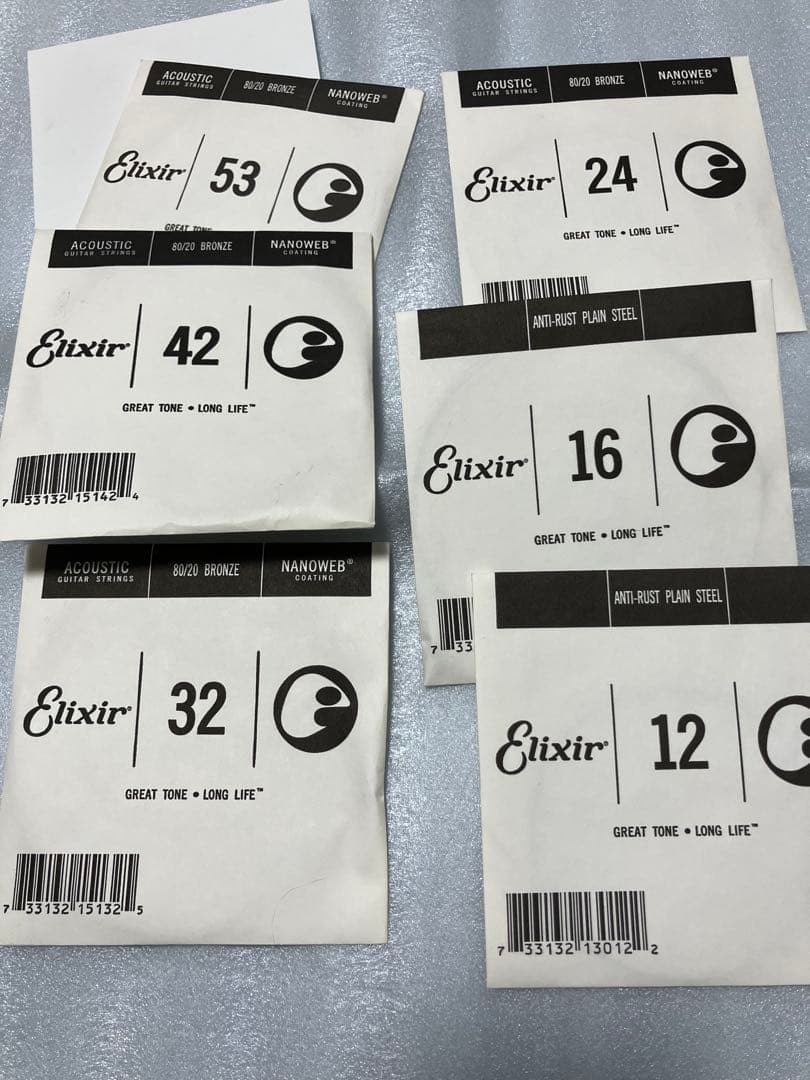 ACOUSTIC
GUITAR STRINGS
80/20 BRONZE
NANOWEB®
COATING
Elixir®
53
GREAT TONE
ACOUSTIC
GUITAR STRINGS
80/20 BRONZE
NANOWEB®
COATING
Elixir®
42
GREAT TONE • LONG LIFE™
7 33132 15142 4
ACOUSTIC
GUITAR STRINGS
80/20 BRONZE
NANOWEB®
COATING
Elixir®
32
GREAT TONE • LONG LIFE™
7 33132 15132 5
ACOUSTIC
GUITAR STRINGS
80/20 BRONZE
NANOWEB®
COATING
Elixir®
24
GREAT TONE • LONG LIFE™
ANTI-RUST PLAIN STEEL
Elixir®
16
GREAT TONE • LONG LIFE™
7 33
ANTI-RUST PLAIN STEEL
Elixir®
12
GREAT TONE • LONG LIFE™
7 33132 13012 2